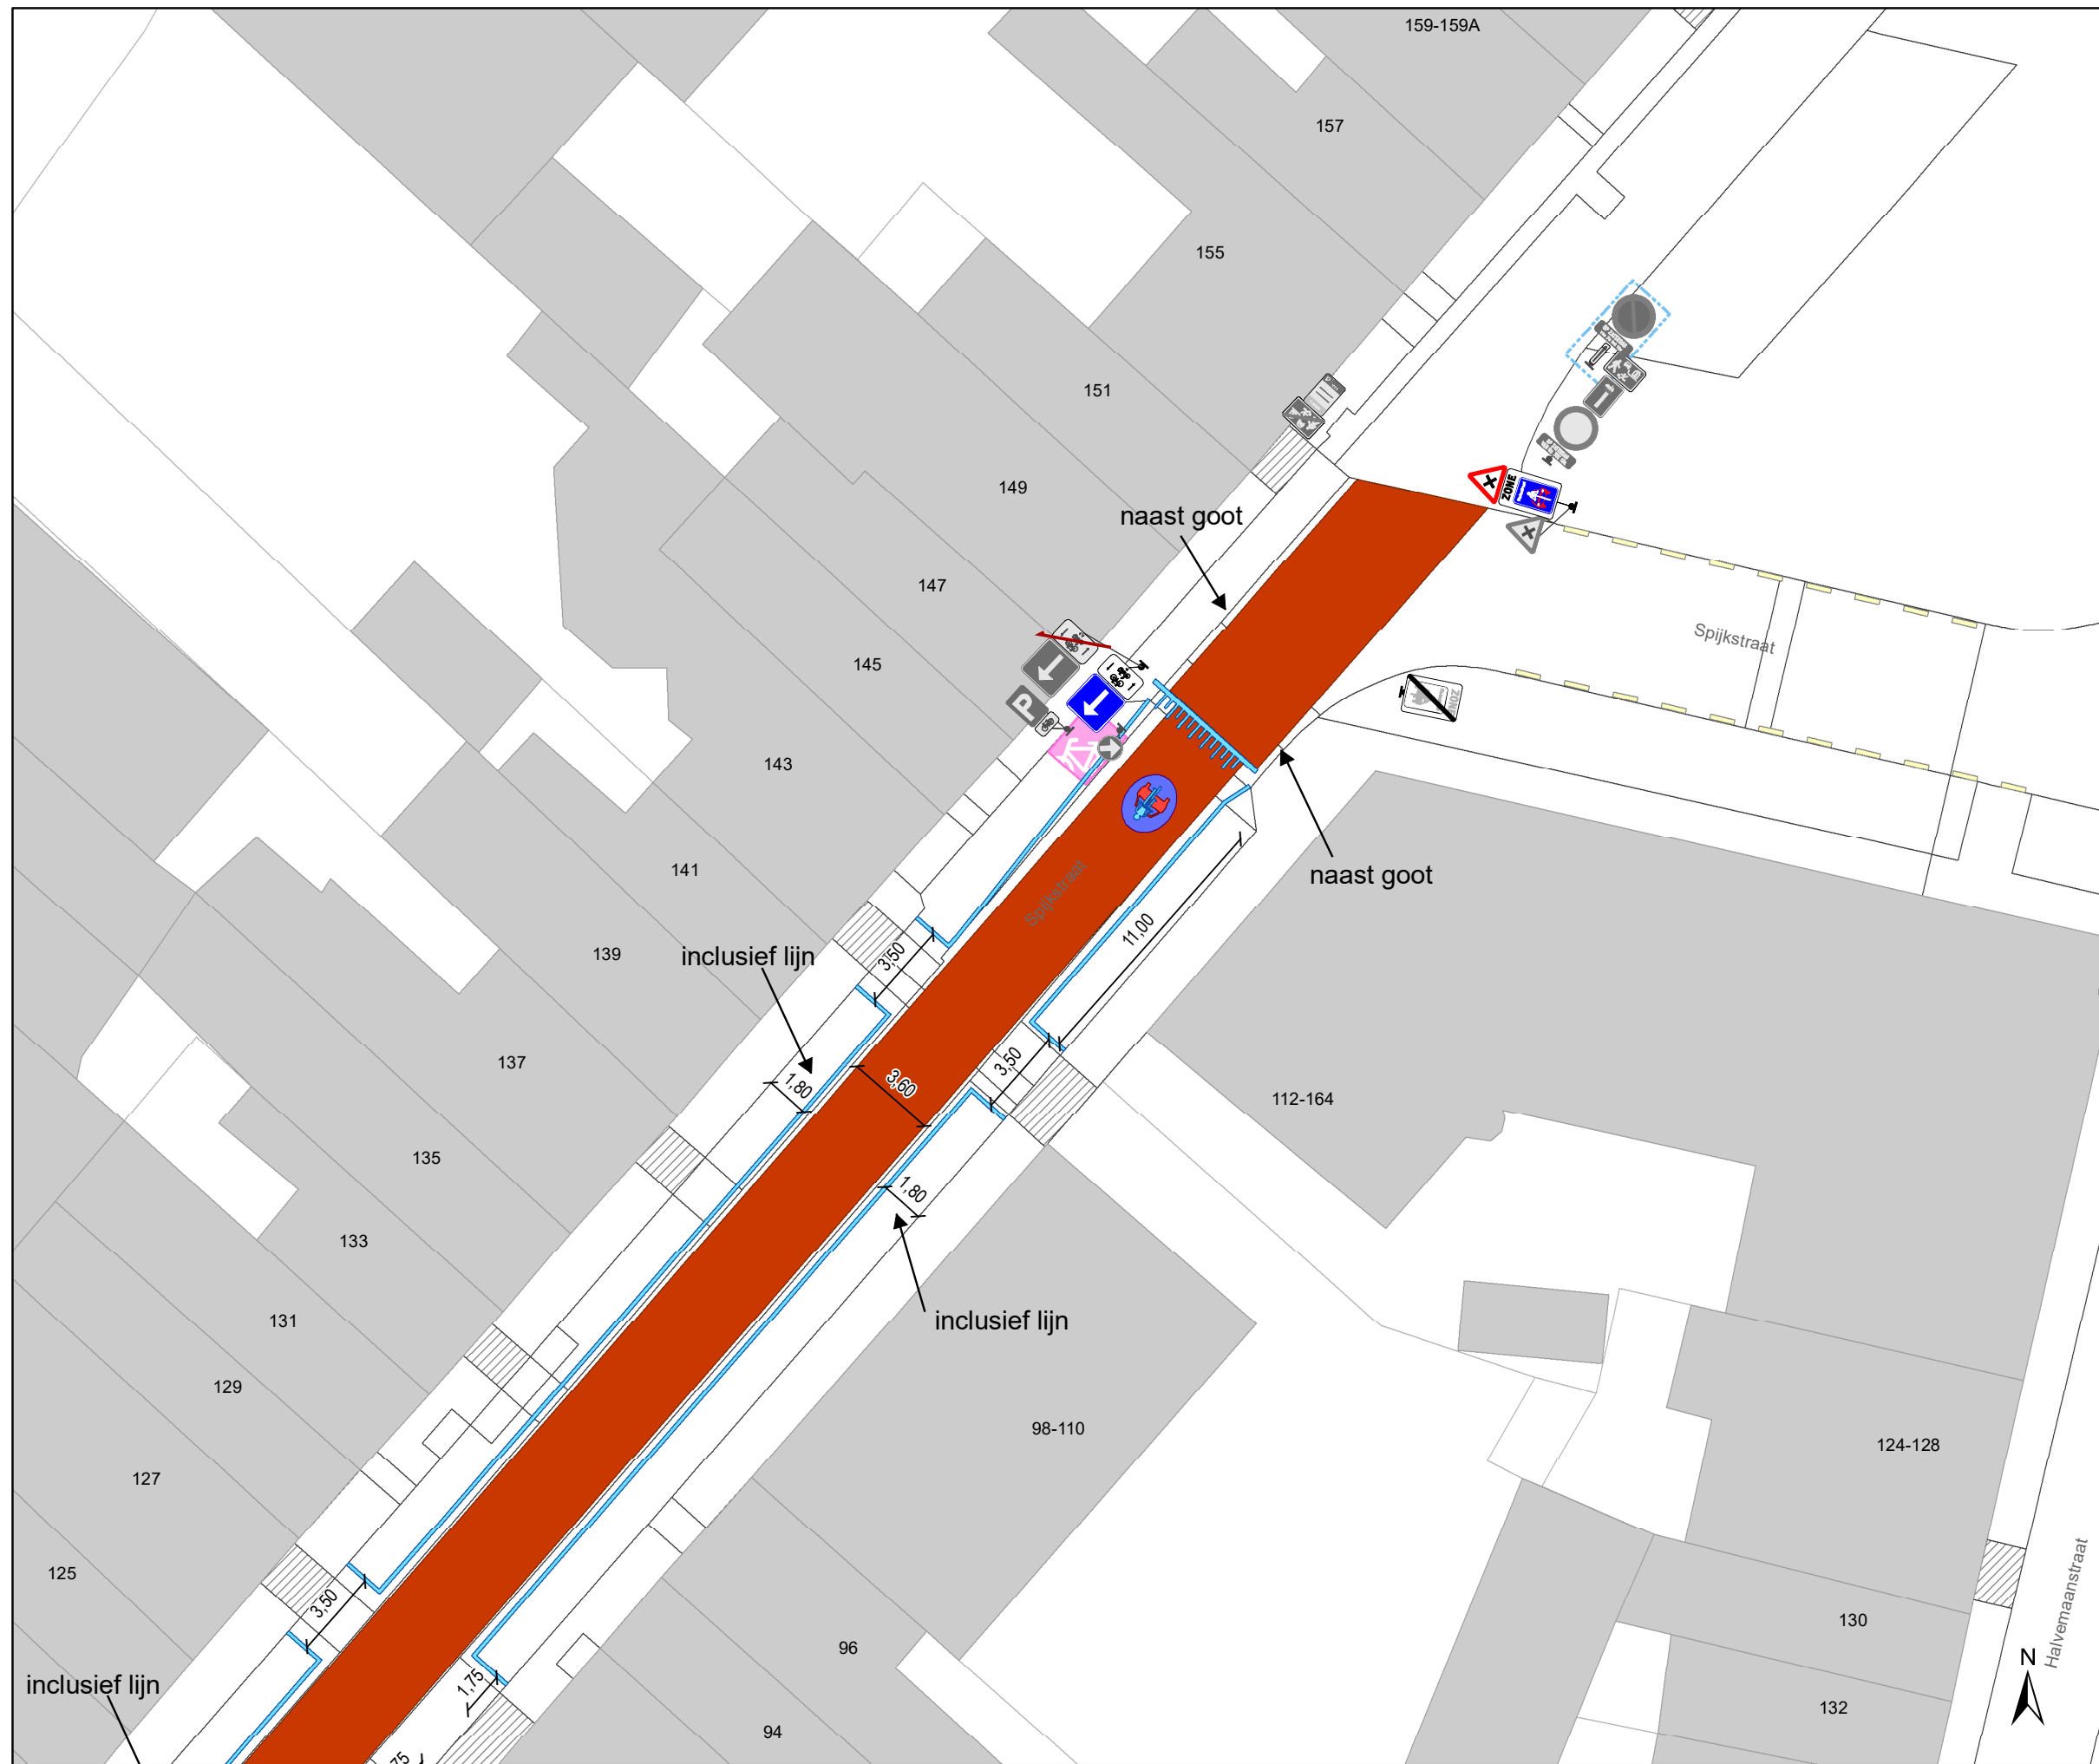 159-159A
157
155
151
149
naast goot
ZONE
147
Spijkstraat
145
P
ZONE
143
naast goot
141
Spijkstraat
11,00
139
inclusief lijn
3,50
137
3,50
1,80
3,60
112-164
135
1,80
133
131
inclusief lijn
129
98-110
124-128
127
125
3,50
Halvemaanstraat
130
96
N
inclusief lijn
1,75
132
94
75